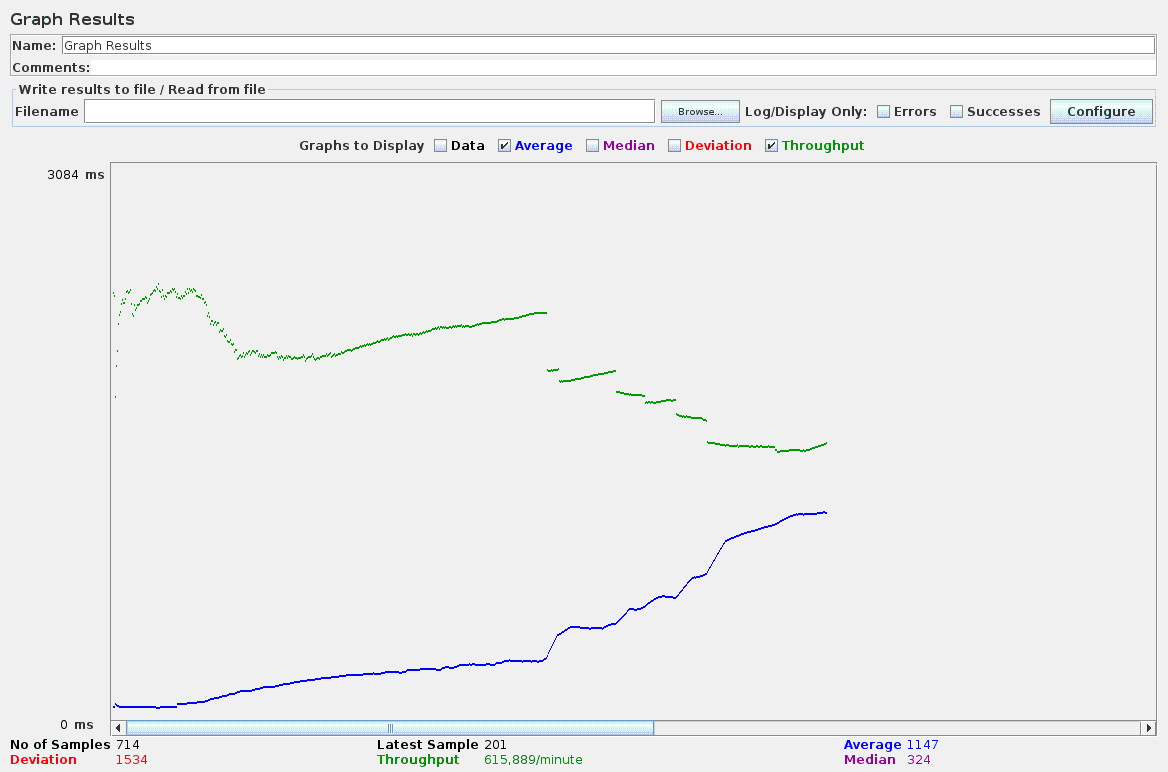 Graph Results
Name: Graph Results
Comments:
Write results to file / Read from file
Filename Browse... Log/Display Only: Errors Successes Configure
Graphs to Display Data Average Median Deviation Throughput
3084 ms
0 ms
No of Samples 714 Latest Sample 201 Average 1147
Deviation 1534 Throughput 615,889/minute Median 324